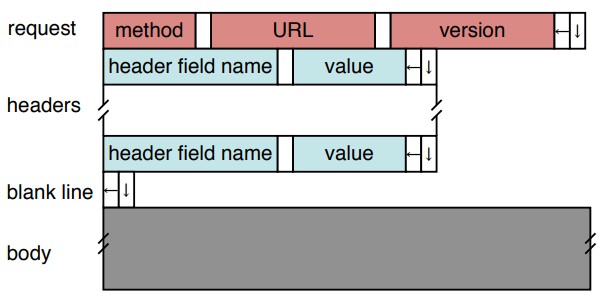 request method URL version ← ↓
header field name value ← ↓
headers
header field name value ← ↓
blank line ← ↓
body